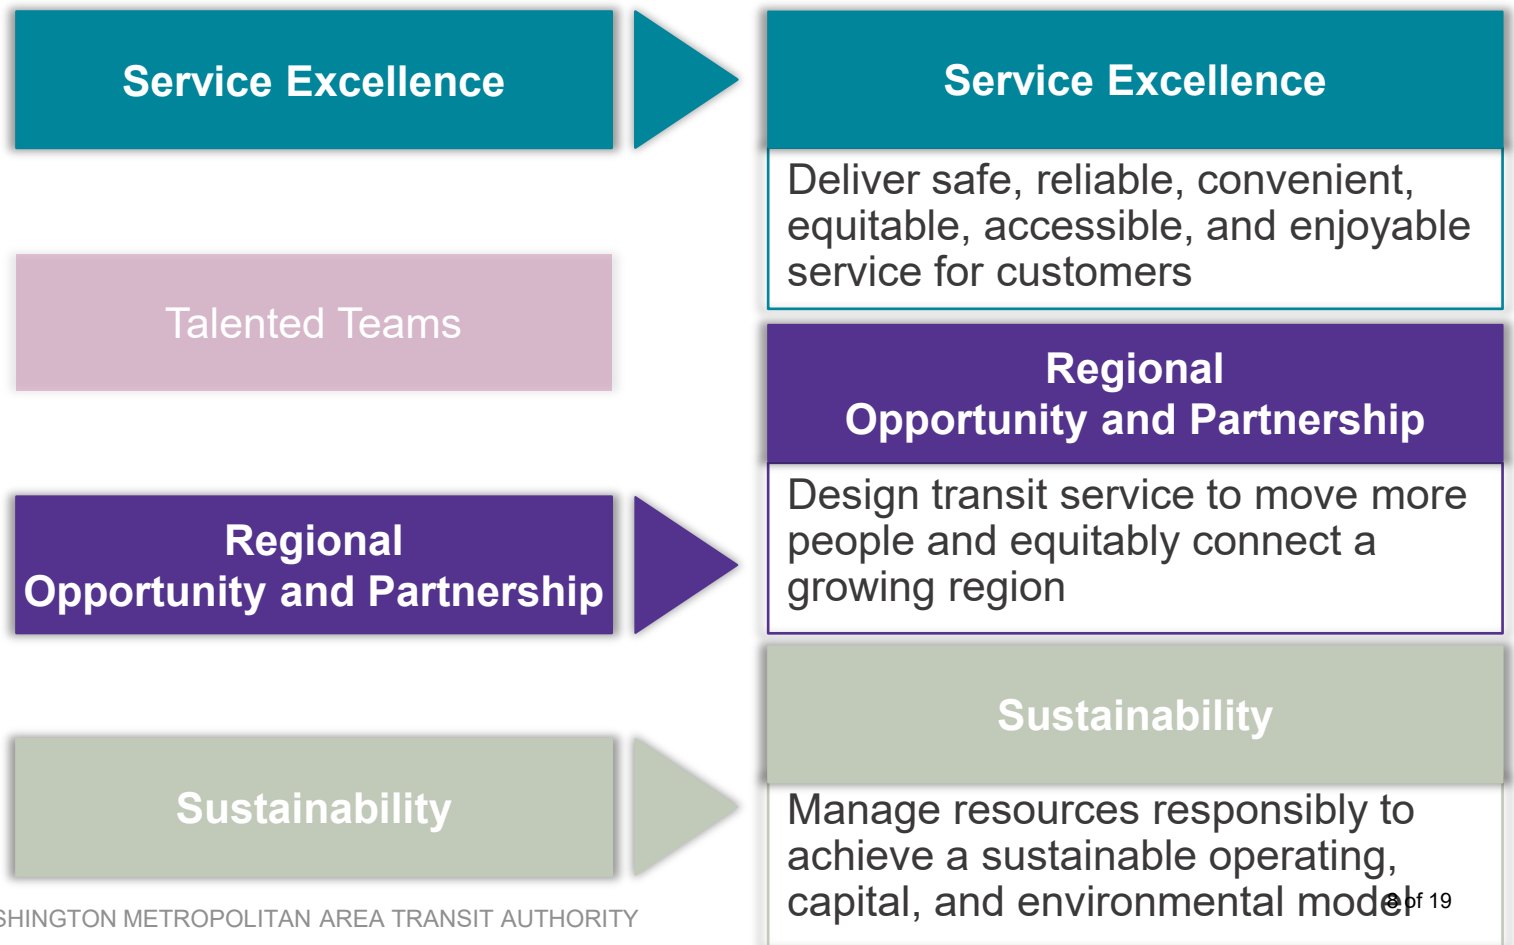 Service Excellence
Talented Teams
Regional
Opportunity and Partnership
Sustainability
Service Excellence
Deliver safe, reliable, convenient,
equitable, accessible, and enjoyable
service for customers
Regional
Opportunity and Partnership
Design transit service to move more
people and equitably connect a
growing region
Sustainability
Manage resources responsibly to
achieve a sustainable operating,
capital, and environmental model
SHINGTON METROPOLITAN AREA TRANSIT AUTHORITY
8 of 19